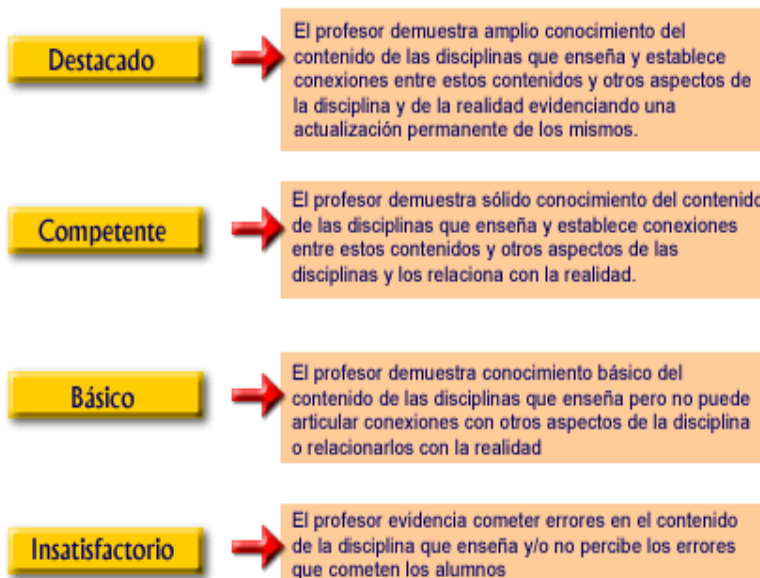 Destacado
El profesor demuestra amplio conocimiento del
contenido de las disciplinas que enseña y establece
conexiones entre estos contenidos y otros aspectos de
la disciplina y de la realidad evidenciando una
actualización permanente de los mismos.
Competente
El profesor demuestra sólido conocimiento del contenido
de las disciplinas que enseña y establece conexiones
entre estos contenidos y otros aspectos de las
disciplinas y los relaciona con la realidad.
Básico
El profesor demuestra conocimiento básico del
contenido de las disciplinas que enseña pero no puede
articular conexiones con otros aspectos de la disciplina
o relacionarlos con la realidad
Insatisfactorio
El profesor evidencia cometer errores en el contenido
de la disciplina que enseña y/o no percibe los errores
que cometen los alumnos